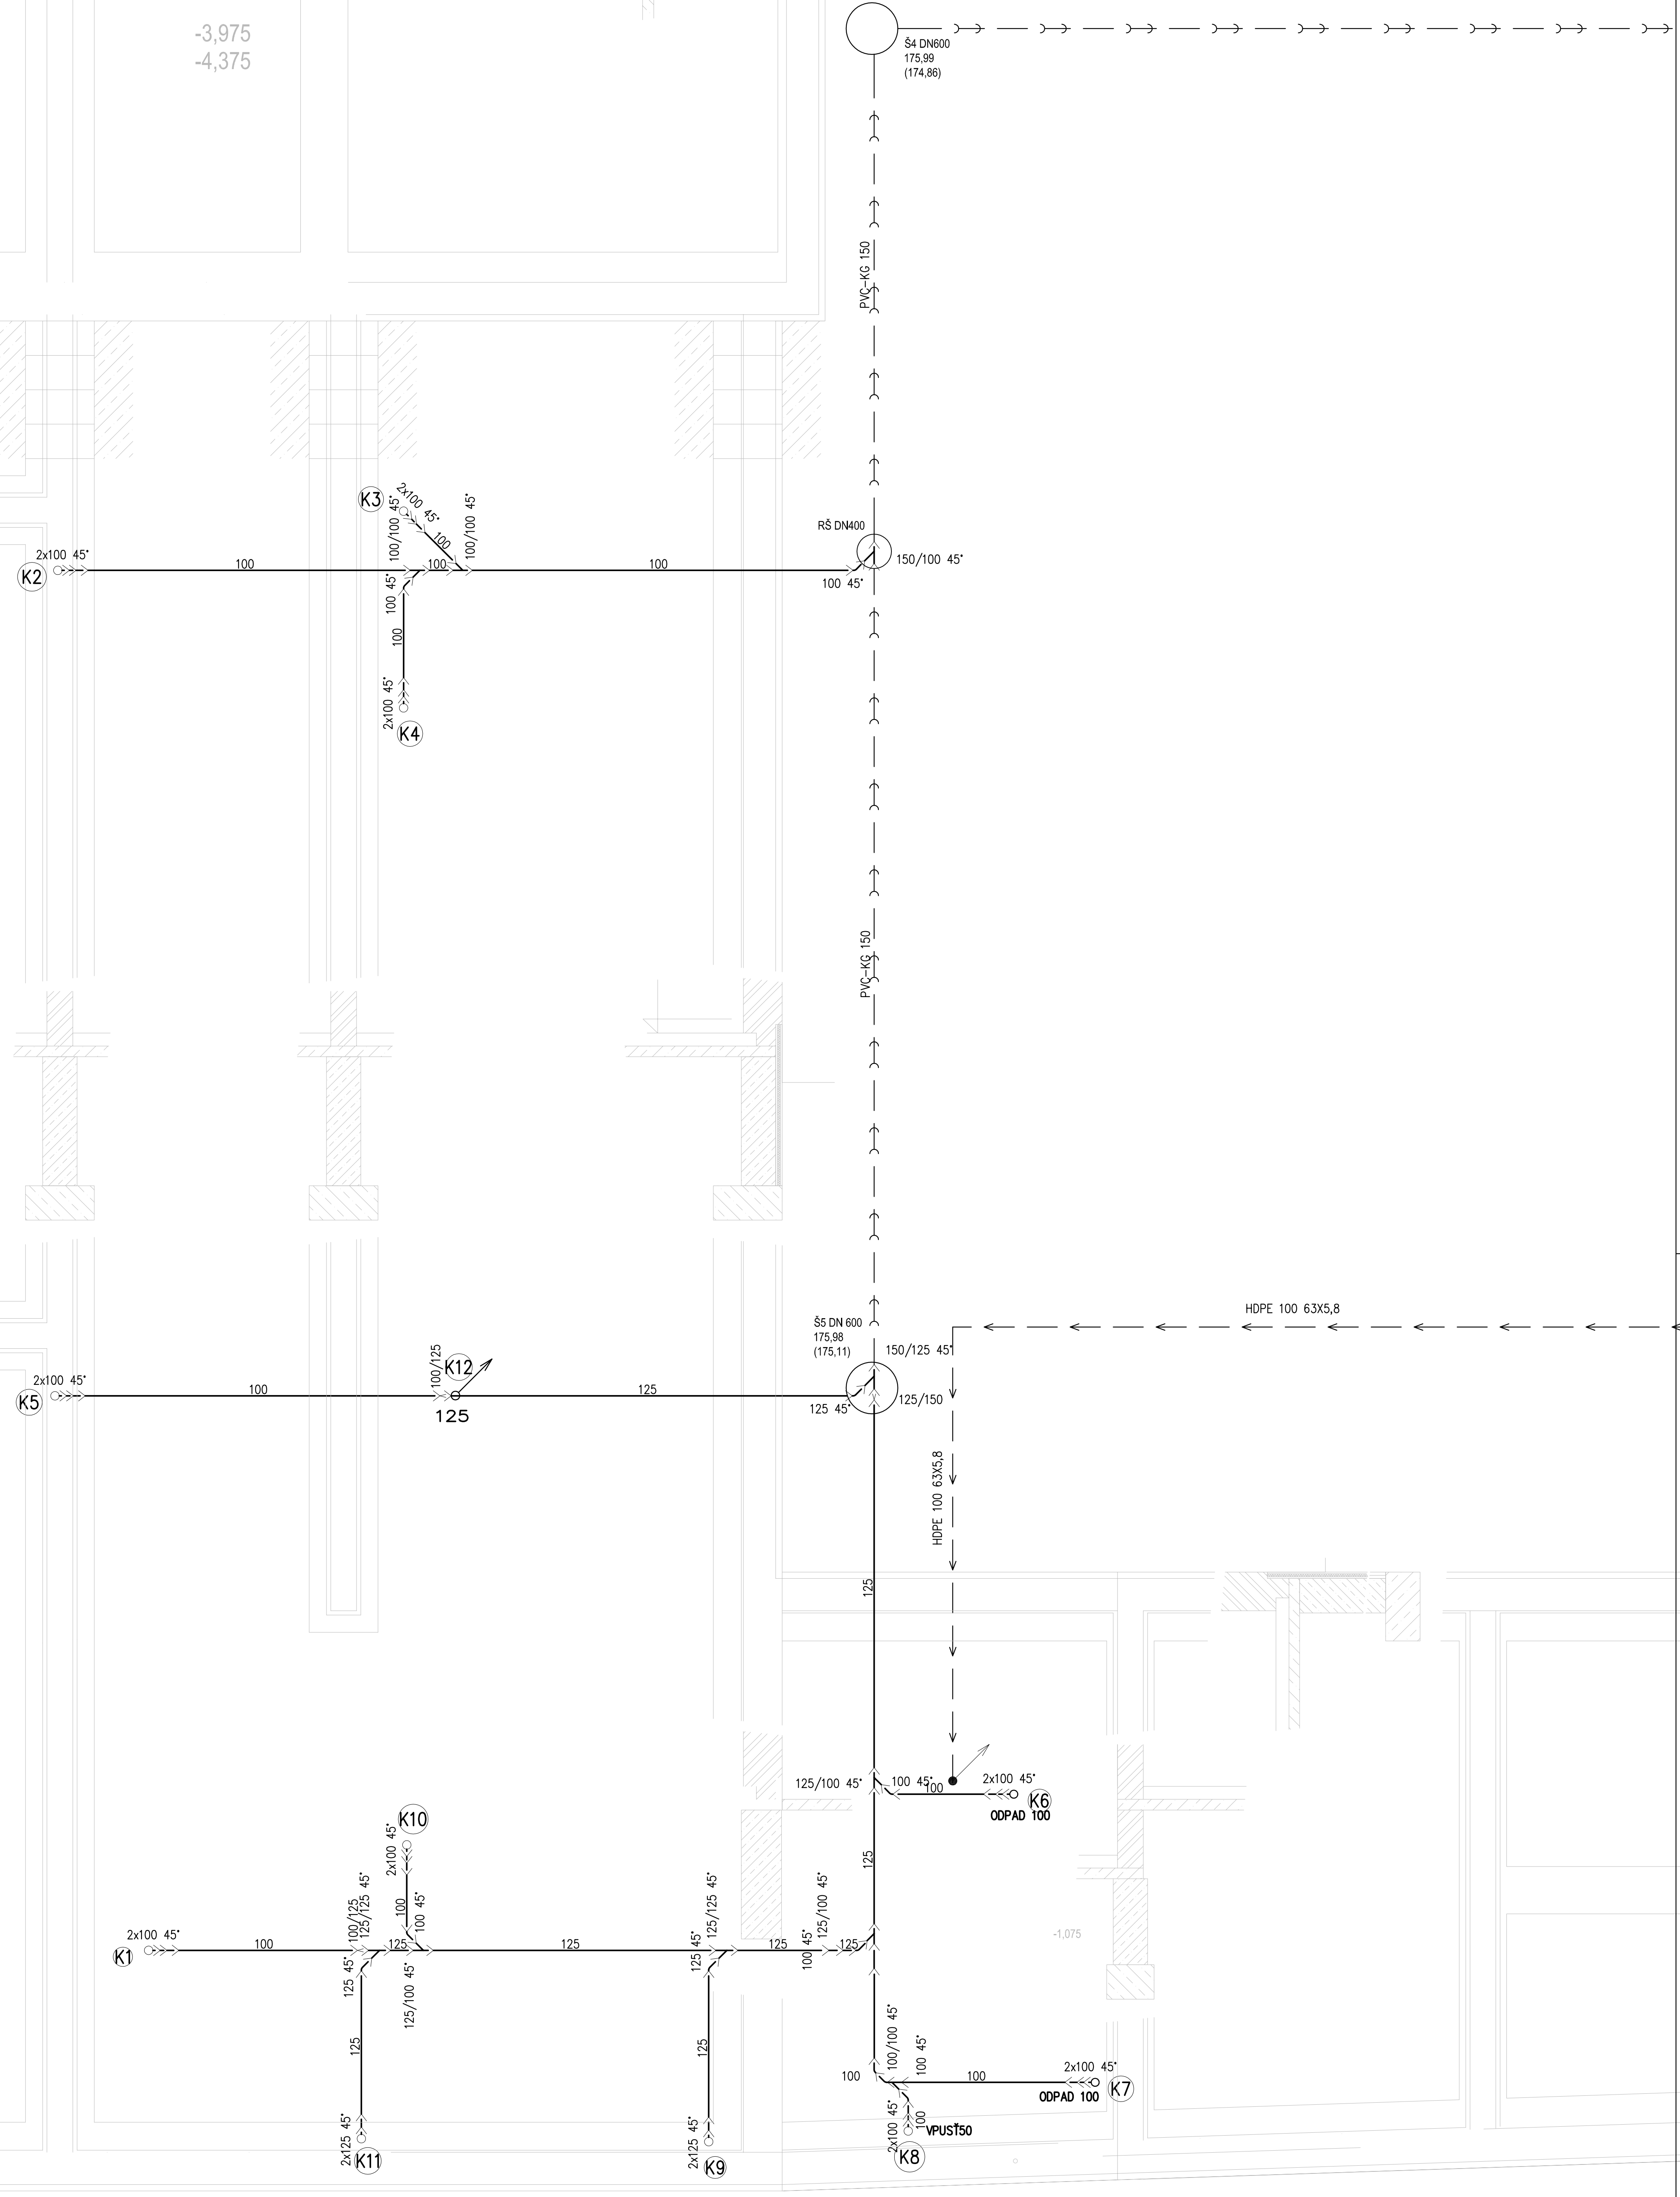 -3,975
-4,375
Š4 DN600
175,99
(174,86)
PVC-KG 150
K3
2x100 45°
100/100 45°
100
100/100 45°
RŠ DN400
150/100 45°
2x100 45°
K2
100
100
100
100 45°
100 45°
100
2x100 45°
K4
PVC-KG 150
HDPE 100 63X5,8
Š5 DN 600
175,98
(175,11)
150/125 45°
2x100 45°
K5
100
100/125
K12
125
125
125 45°
125/150
HDPE 100 63X5,8
125
125/100 45°
100 45°
100
2x100 45°
K6
ODPAD 100
K10
2x100 45°
100
100 45°
125
2x100 45°
K1
100
100/125
125/125 45°
125
125
125/125 45°
125
100 45°
125/100 45°
125
-1,075
125 45°
125/100 45°
125 45°
125
125
100/100 45°
100 45°
100
100
2x100 45°
K7
ODPAD 100
2x125 45°
K11
2x125 45°
K9
2x100 45°
100
VPUSŤ50
K8